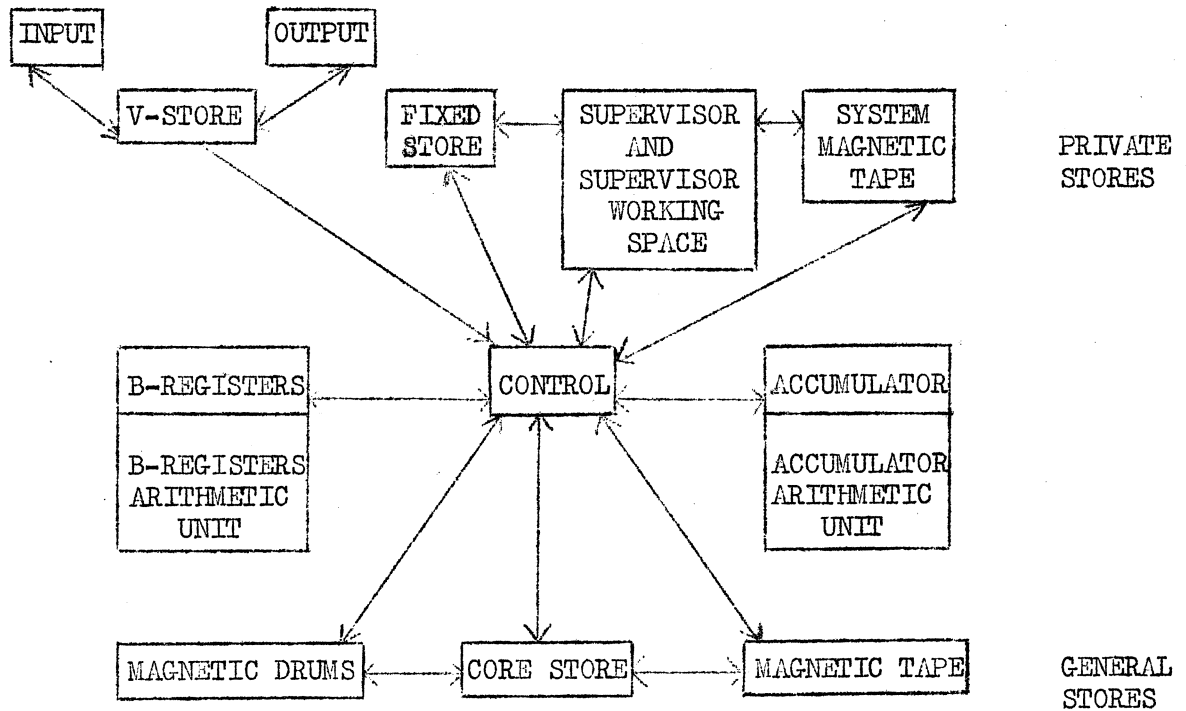 INPUT
OUTPUT
V-STORE
FIXED
STORE
SUPERVISOR
AND
SUPERVISOR
WORKING
SPACE
SYSTEM
MAGNETIC
TAPE
PRIVATE
STORES
B-REGISTERS
B-REGISTERS
ARITHMETIC
UNIT
CONTROL
ACCUMULATOR
ACCUMULATOR
ARITHMETIC
UNIT
MAGNETIC DRUMS
CORE STORE
MAGNETIC TAPE
GENERAL
STORES